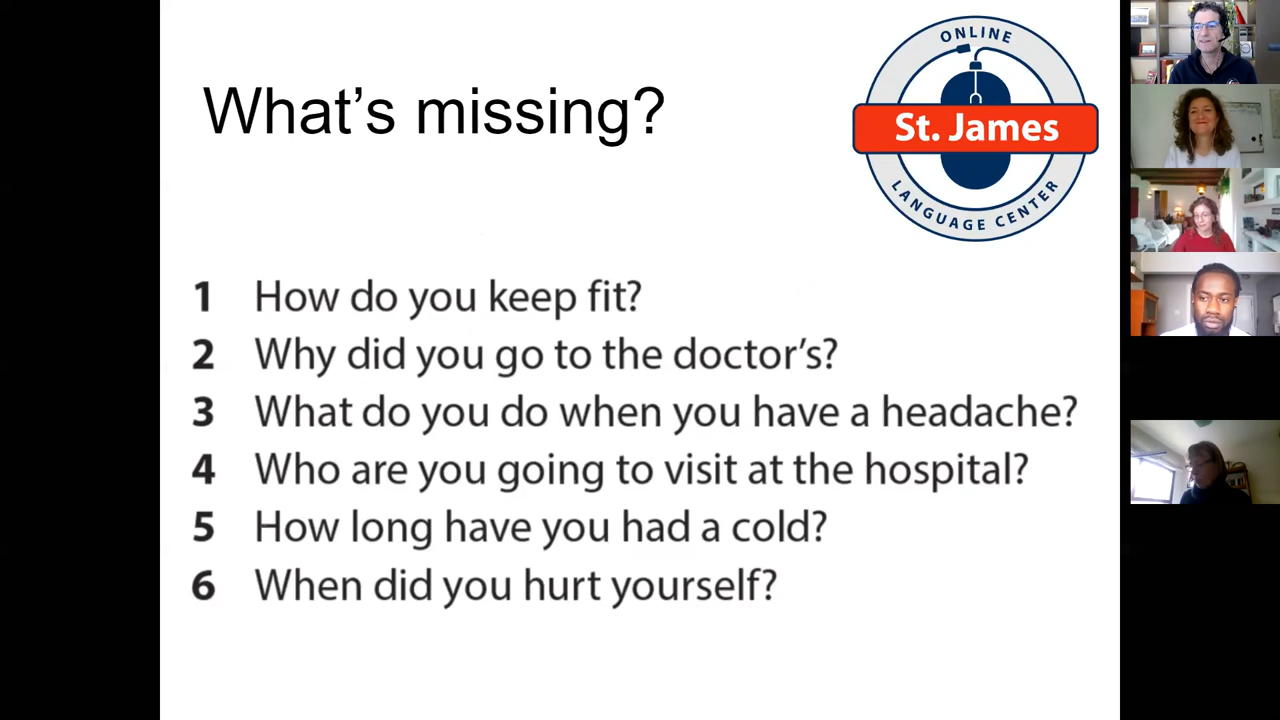 What's missing?
ONLINE
St. James
LANGUAGE CENTER
1 How do you keep fit?
2 Why did you go to the doctor's?
3 What do you do when you have a headache?
4 Who are you going to visit at the hospital?
5 How long have you had a cold?
6 When did you hurt yourself?